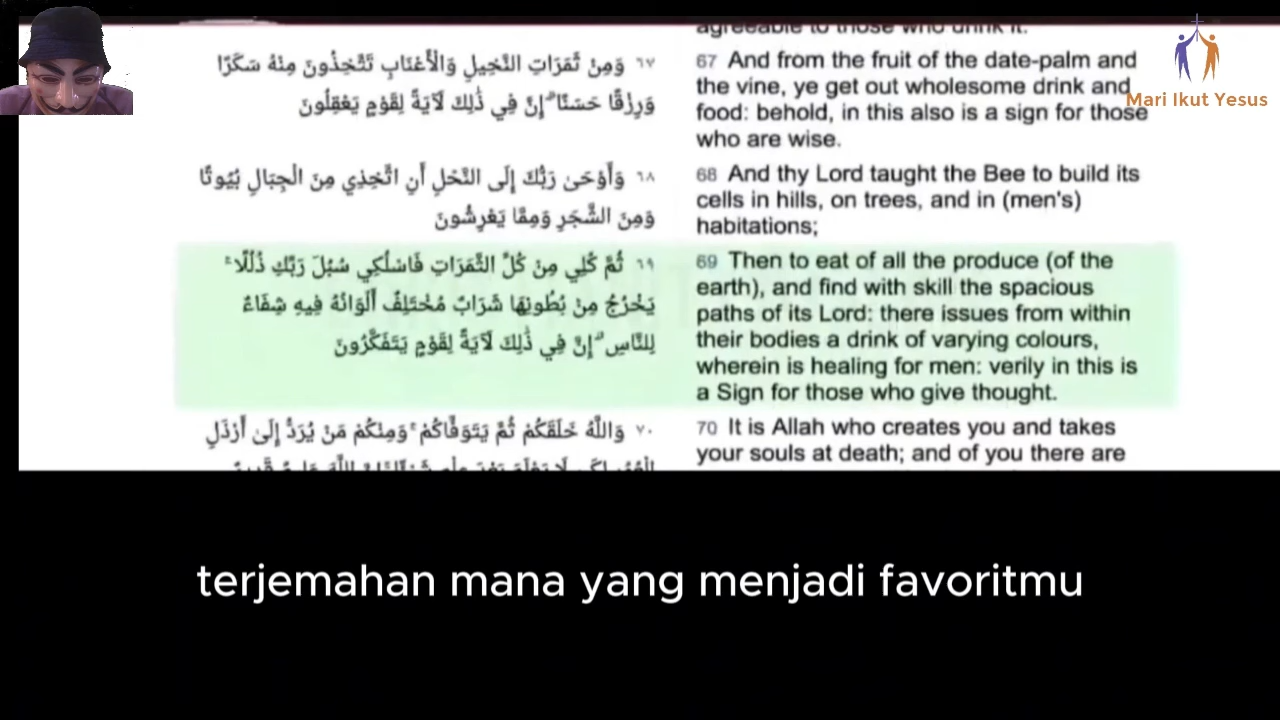 agreeable to those who drink it.
٦٧ وَمِنْ ثَمَرَاتِ النَّخِيلِ وَالْأَعْنَابِ تَتَّخِذُونَ مِنْهُ سَكَرًا
وَرِزْقًا حَسَنًا ۗ إِنَّ فِي ذَٰلِكَ لَآيَةً لِقَوْمٍ يَعْقِلُونَ
67 And from the fruit of the date-palm and
the vine, ye get out wholesome drink and
food: behold, in this also is a sign for those
who are wise.
Mari Ikut Yesus
٦٨ وَأَوْحَىٰ رَبُّكَ إِلَى النَّحْلِ أَنِ اتَّخِذِي مِنَ الْجِبَالِ بُيُوتًا
وَمِنَ الشَّجَرِ وَمِمَّا يَعْرِشُونَ
68 And thy Lord taught the Bee to build its
cells in hills, on trees, and in (men's)
habitations;
٦٩ ثُمَّ كُلِي مِنْ كُلِّ الثَّمَرَاتِ فَاسْلُكِي سُبُلَ رَبِّكِ ذُلُلًا ۚ
يَخْرُجُ مِنْ بُطُونِهَا شَرَابٌ مُخْتَلِفٌ أَلْوَانُهُ فِيهِ شِفَاءٌ
لِلنَّاسِ ۗ إِنَّ فِي ذَٰلِكَ لَآيَةً لِقَوْمٍ يَتَفَكَّرُونَ
69 Then to eat of all the produce (of the
earth), and find with skill the spacious
paths of its Lord: there issues from within
their bodies a drink of varying colours,
wherein is healing for men: verily in this is
a Sign for those who give thought.
٧٠ وَاللَّهُ خَلَقَكُمْ ثُمَّ يَتَوَفَّاكُمْ ۚ وَمِنْكُمْ مَنْ يُرَدُّ إِلَىٰ أَرْذَلِ
70 It is Allah who creates you and takes
your souls at death; and of you there are
terjemahan mana yang menjadi favoritmu